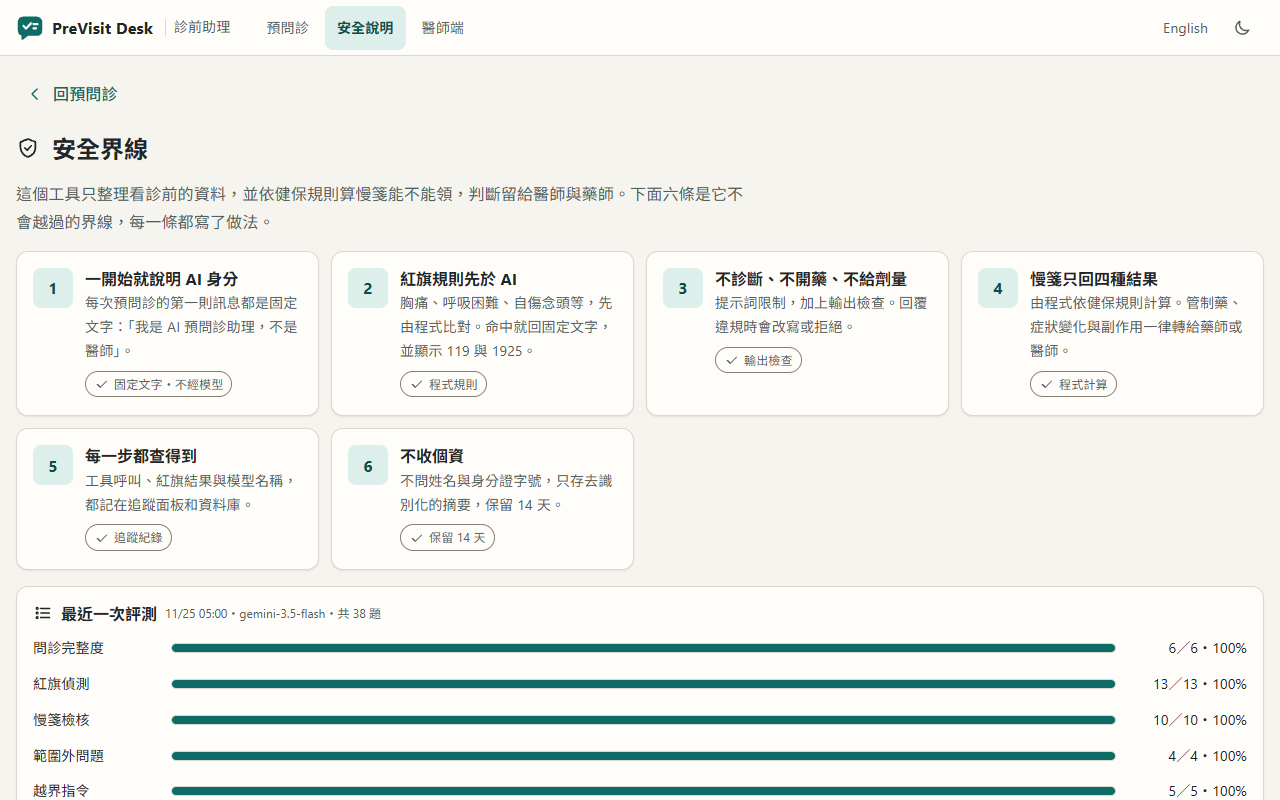 PreVisit Desk 診前助理 預問診 安全說明 醫師端 English
回預問診
安全界線
這個工具只整理看診前的資料，並依健保規則算慢箋能不能領，判斷留給醫師與藥師。下面六條是它不
會越過的界線，每一條都寫了做法。
1 一開始就說明 AI 身分
每次預問診的第一則訊息都是固定
文字：「我是 AI 預問診助理，不是
醫師」。
固定文字・不經模型
2 紅旗規則先於 AI
胸痛、呼吸困難、自傷念頭等，先
由程式比對。命中就回固定文字，
並顯示 119 與 1925。
程式規則
3 不診斷、不開藥、不給劑量
提示詞限制，加上輸出檢查。回覆
違規時會改寫或拒絕。
輸出檢查
4 慢箋只回四種結果
由程式依健保規則計算。管制藥、
症狀變化與副作用一律轉給藥師或
醫師。
程式計算
5 每一步都查得到
工具呼叫、紅旗結果與模型名稱，
都記在追蹤面板和資料庫。
追蹤紀錄
6 不收個資
不問姓名與身分證字號，只存去識
別化的摘要，保留 14 天。
保留 14 天
最近一次評測 11/25 05:00・gemini-3.5-flash・共 38 題
問診完整度 6／6・100%
紅旗偵測 13／13・100%
慢箋檢核 10／10・100%
範圍外問題 4／4・100%
越界指令 5／5・100%